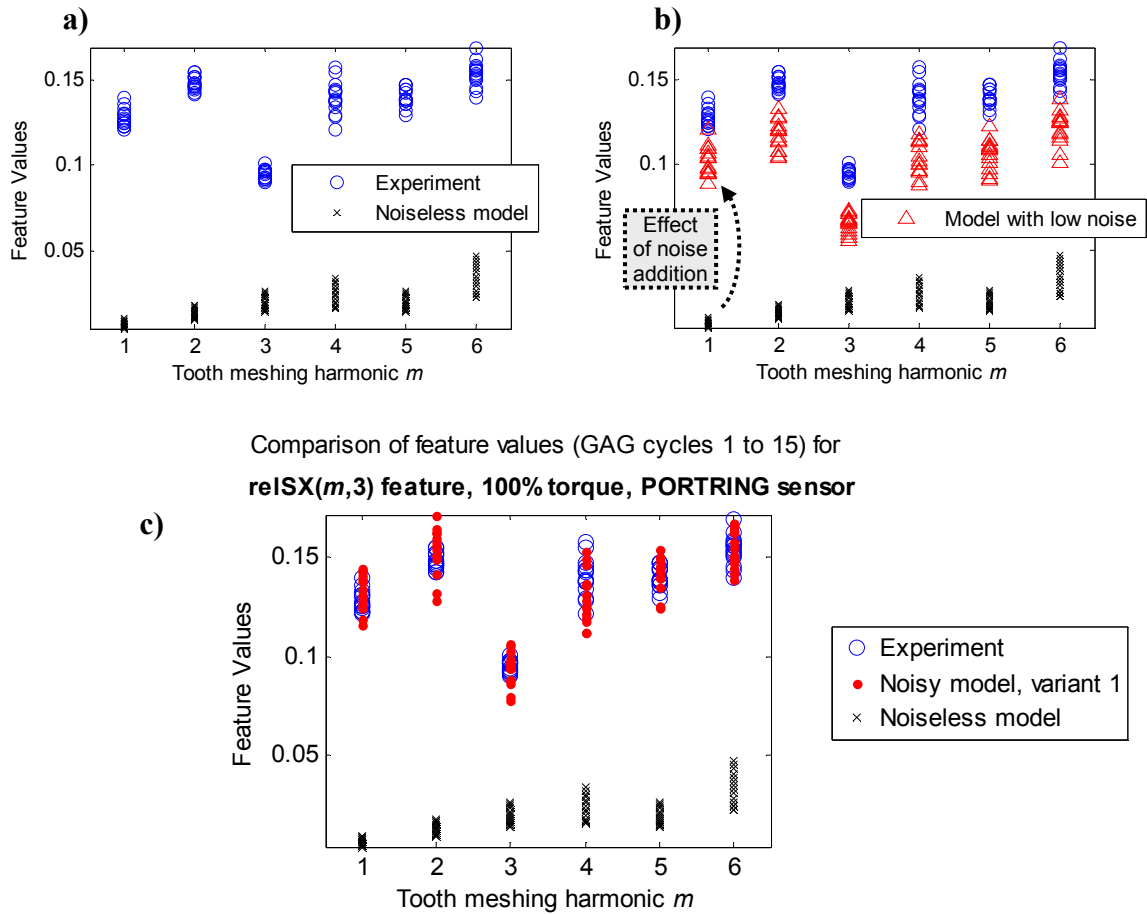 a)
0.15
0.1
0.05
Feature Values
Experiment
Noiseless model
1 2 3 4 5 6
Tooth meshing harmonic m
b)
0.15
0.1
0.05
Feature Values
Effect
of noise
addition
Model with low noise
1 2 3 4 5 6
Tooth meshing harmonic m
Comparison of feature values (GAG cycles 1 to 15) for
relSX(m,3) feature, 100% torque, PORTRING sensor
c)
0.15
0.1
0.05
Feature Values
1 2 3 4 5 6
Tooth meshing harmonic m
Experiment
Noisy model, variant 1
Noiseless model